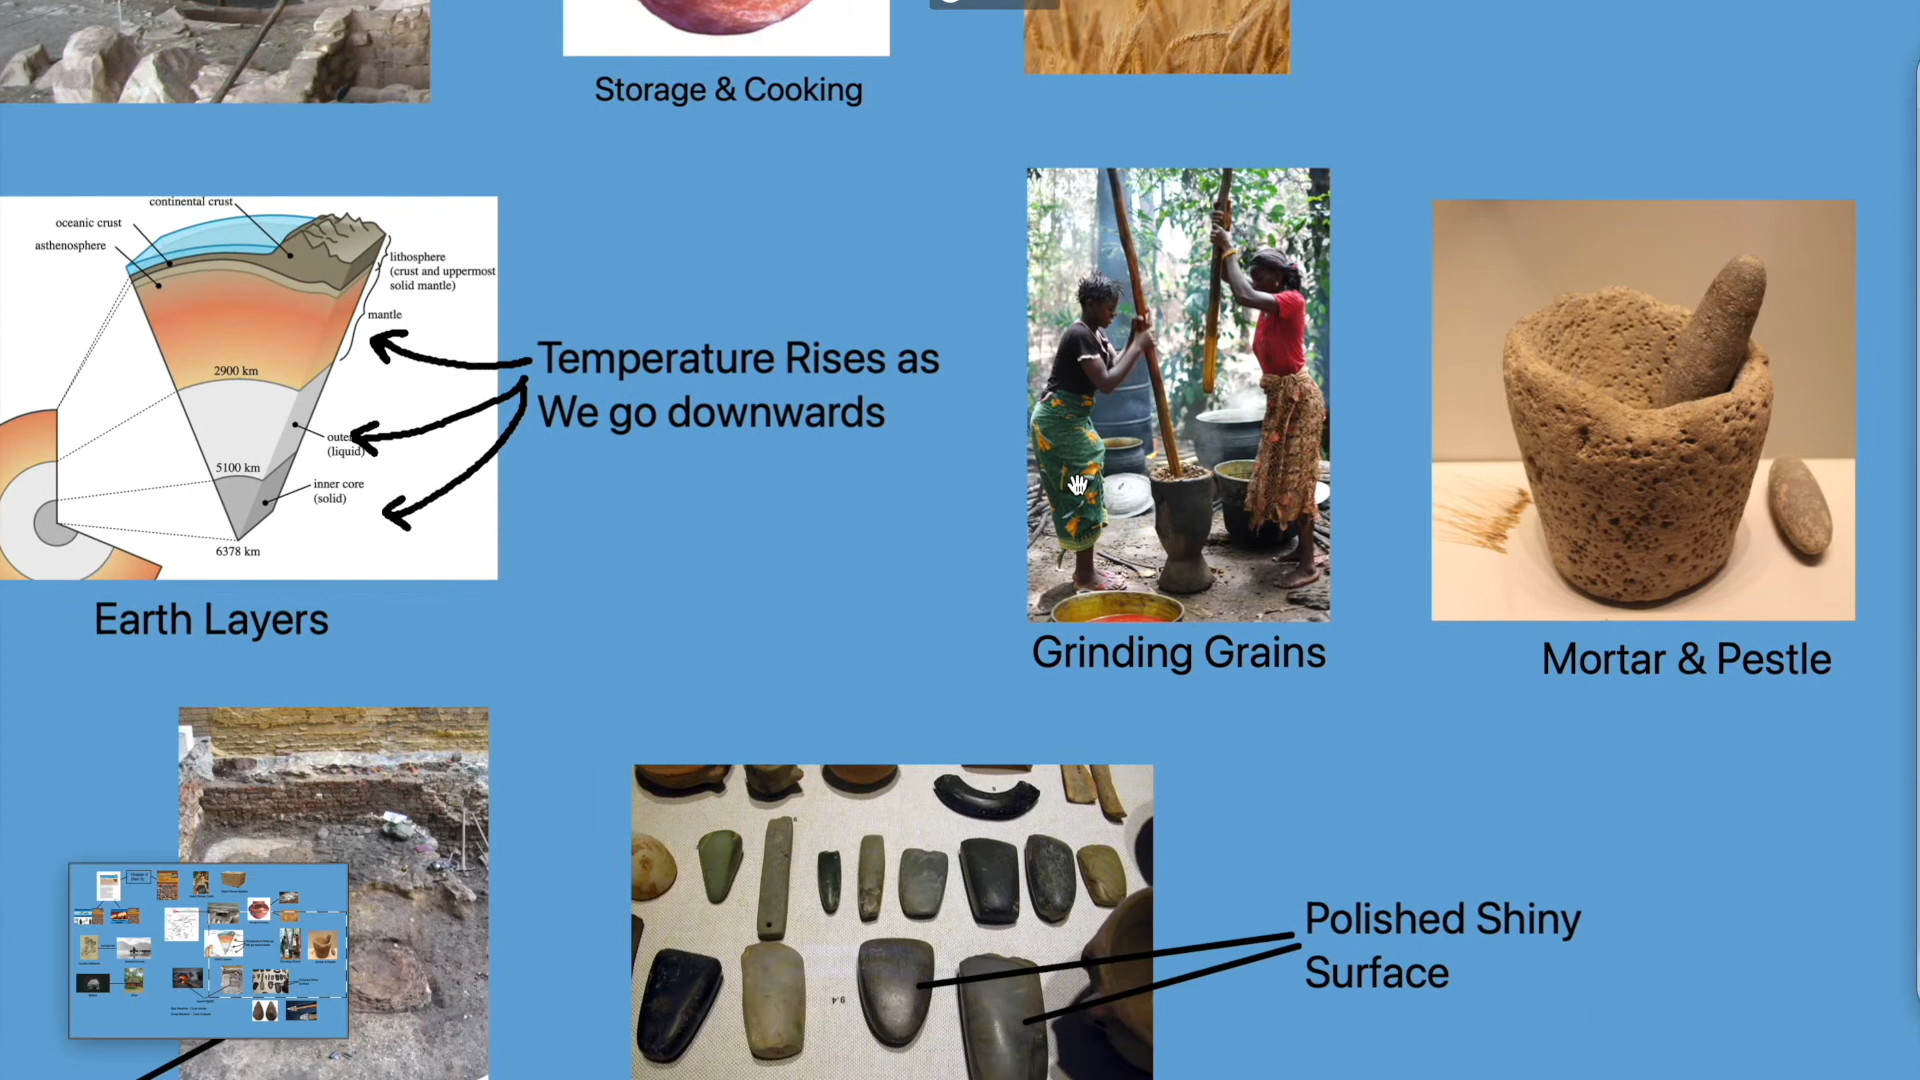 Storage & Cooking
continental crust
oceanic crust
asthenosphere
lithosphere
(crust and uppermost
solid mantle)
mantle
2900 km
(liquid)
5100 km
inner core
(solid)
6378 km
Temperature Rises as
We go downwards
Earth Layers
Grinding Grains
Mortar & Pestle
Polished Shiny
Surface